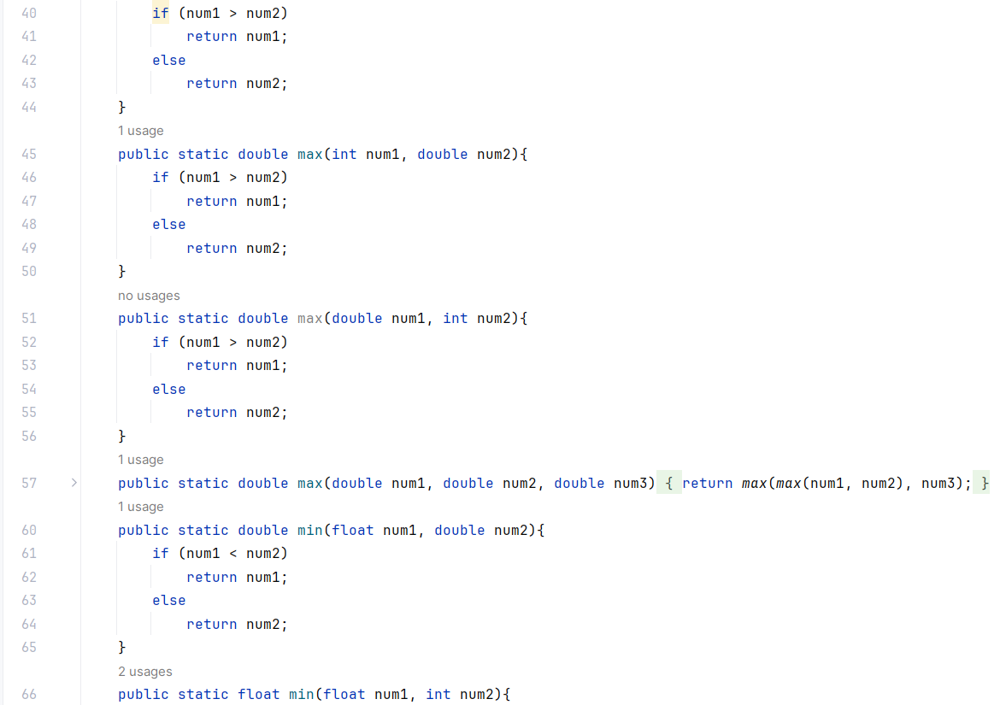 40 if (num1 > num2)
41 return num1;
42 else
43 return num2;
44 }
1 usage
45 public static double max(int num1, double num2){
46 if (num1 > num2)
47 return num1;
48 else
49 return num2;
50 }
no usages
51 public static double max(double num1, int num2){
52 if (num1 > num2)
53 return num1;
54 else
55 return num2;
56 }
1 usage
57 public static double max(double num1, double num2, double num3) { return max(max(num1, num2), num3); }
1 usage
60 public static double min(float num1, double num2){
61 if (num1 < num2)
62 return num1;
63 else
64 return num2;
65 }
2 usages
66 public static float min(float num1, int num2){